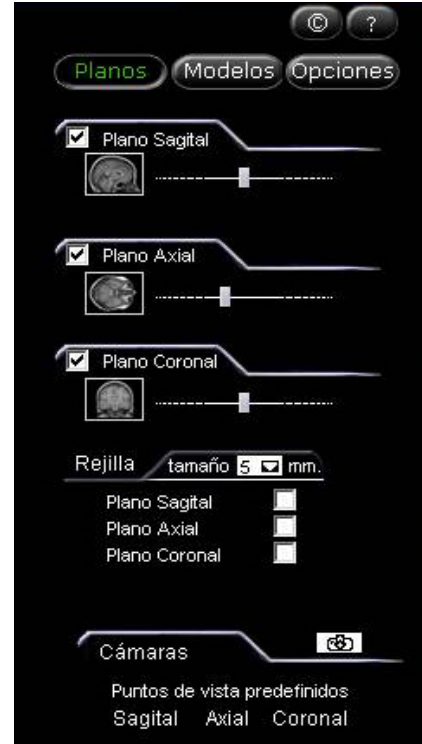 © ?
Planos Modelos Opciones
Plano Sagital
Plano Axial
Plano Coronal
Rejilla tamaño 5 mm.
Plano Sagital
Plano Axial
Plano Coronal
Cámaras
Puntos de vista predefinidos
Sagital Axial Coronal